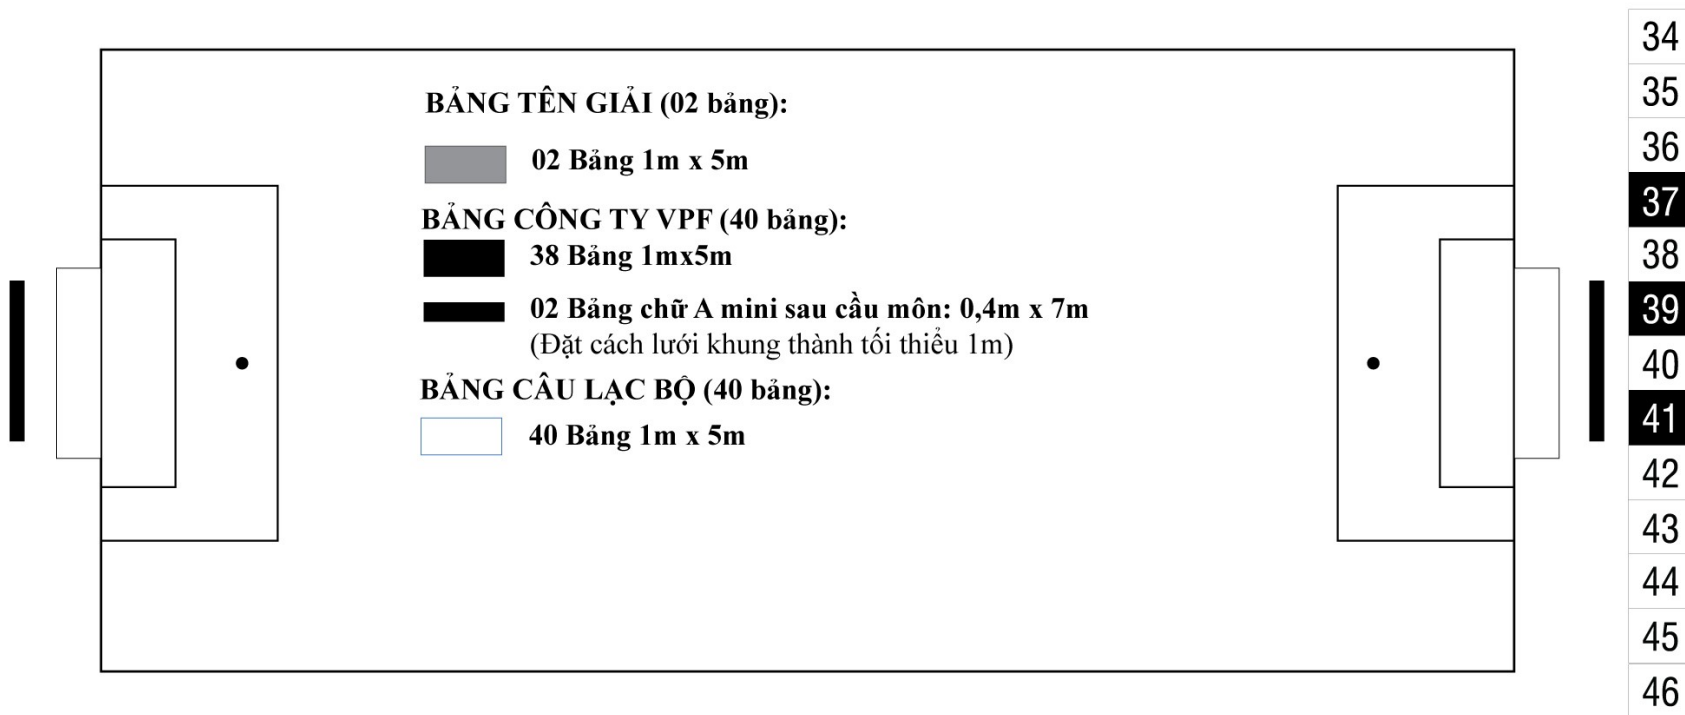 BẢNG TÊN GIẢI (02 bảng):
02 Bảng 1m x 5m
BẢNG CÔNG TY VPF (40 bảng):
38 Bảng 1mx5m
02 Bảng chữ A mini sau cầu môn: 0,4m x 7m
(Đặt cách lưới khung thành tối thiểu 1m)
BẢNG CÂU LẠC BỘ (40 bảng):
40 Bảng 1m x 5m
34
35
36
37
38
39
40
41
42
43
44
45
46